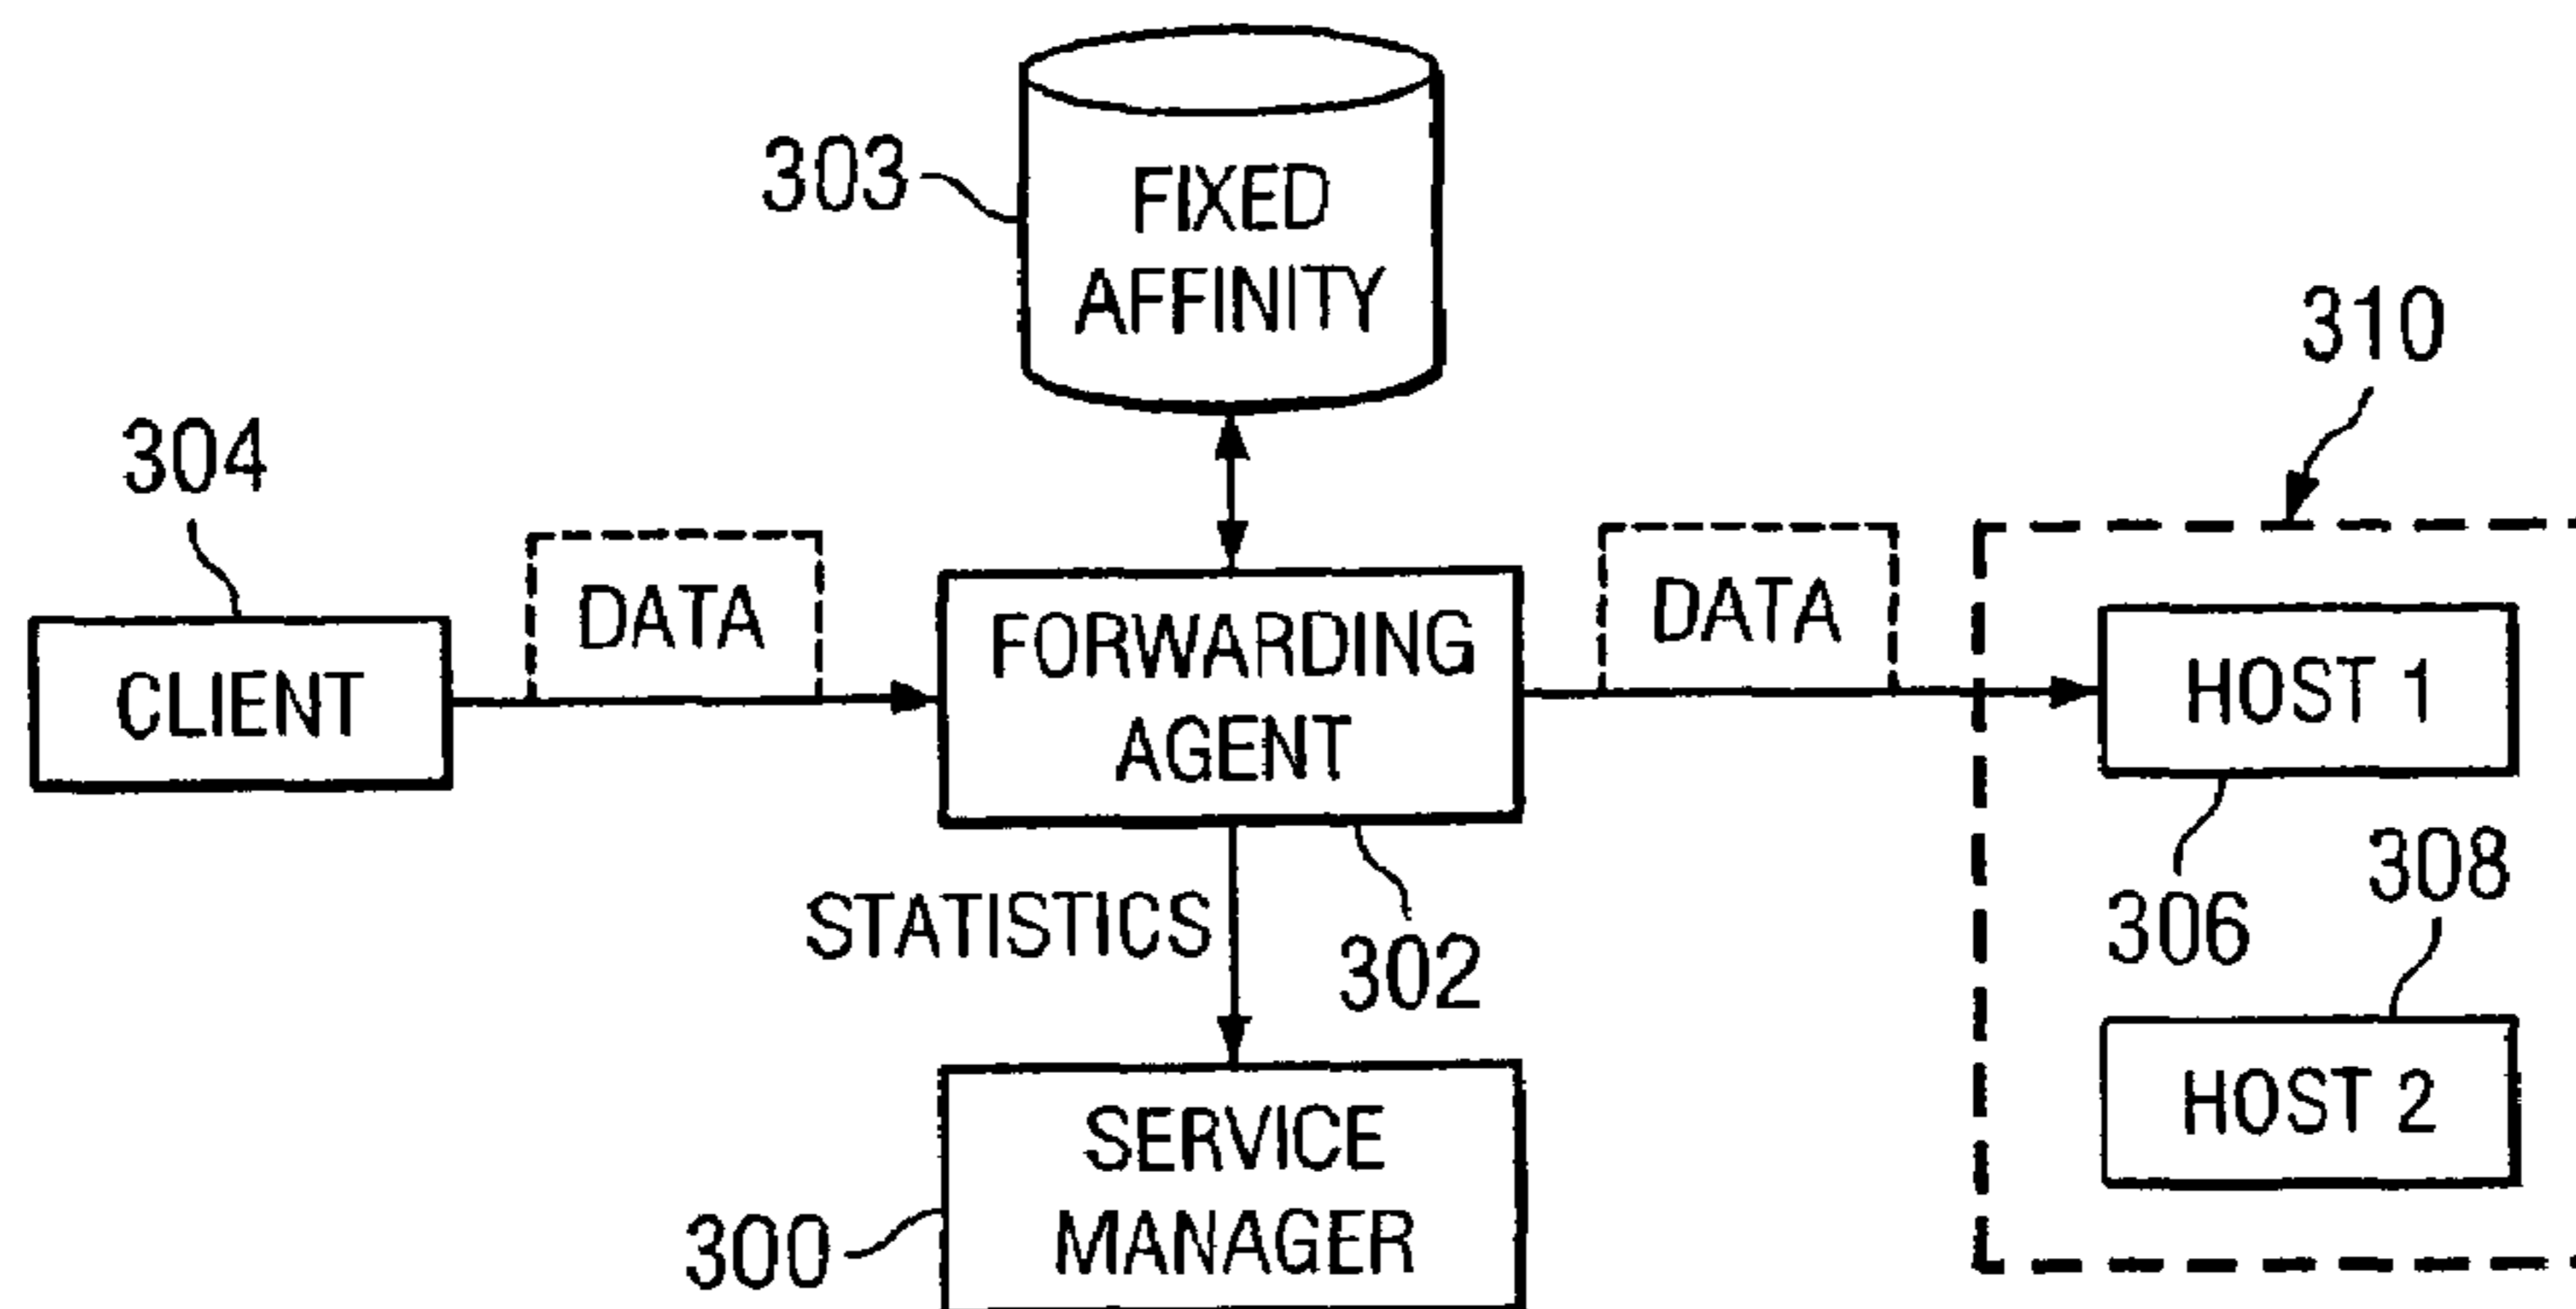 303
FIXED
AFFINITY
310
304
DATA
DATA
CLIENT
FORWARDING
AGENT
HOST 1
STATISTICS
302
306
308
HOST 2
SERVICE
MANAGER
300